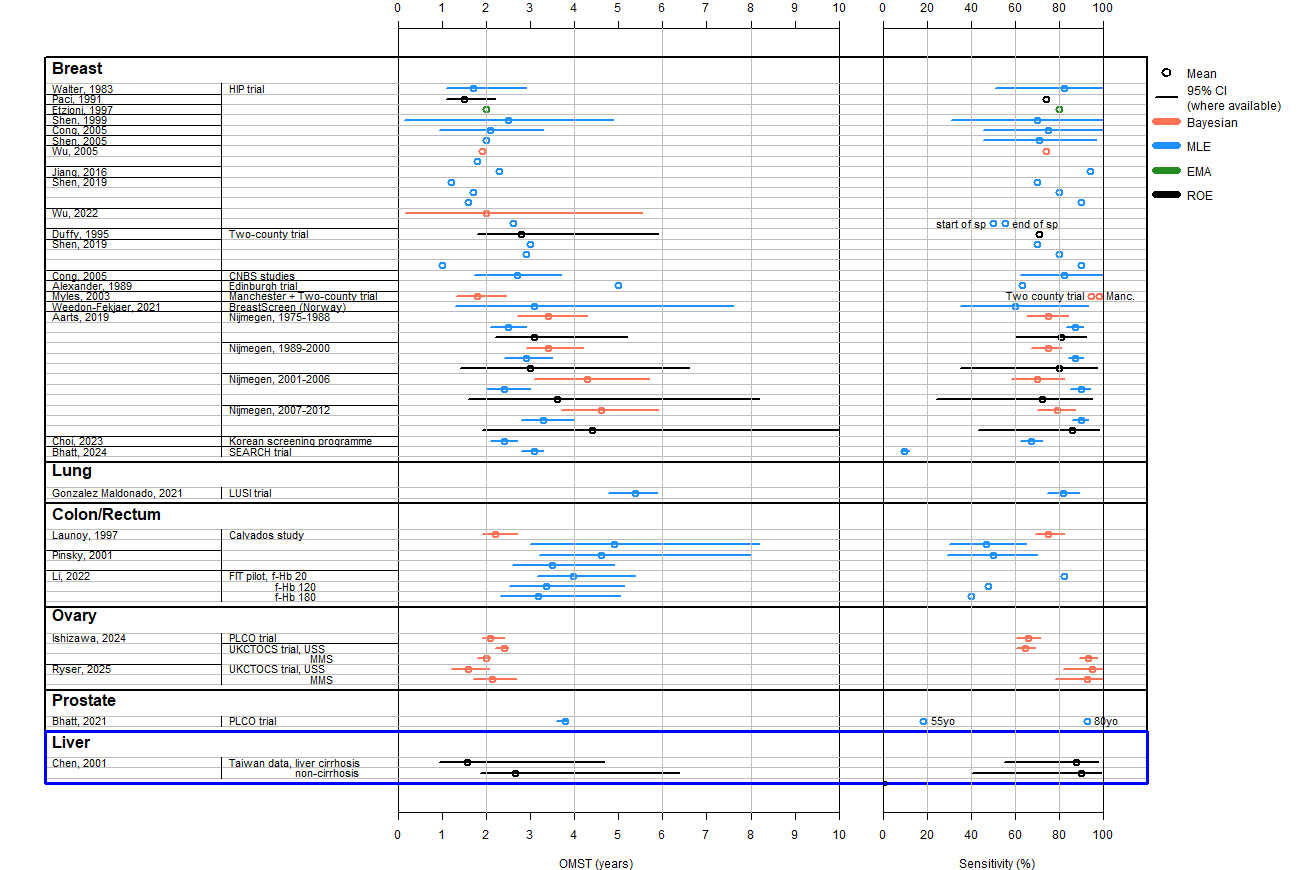 0 1 2 3 4 5 6 7 8 9 10 0 20 40 60 80 100
Breast
Walter, 1983 HIP trial
Paci, 1991
Etzioni, 1997
Shen, 1999
Cong, 2005
Shen, 2005
Wu, 2005
Jiang, 2016
Shen, 2019
Wu, 2022
start of sp end of sp
Duffy, 1995 Two-county trial
Shen, 2019
Cong, 2005 CNBS studies
Alexander, 1989 Edinburgh trial
Myles, 2003 Manchester + Two-county trial Two county trial Manc.
Weedon-Fekjaer, 2021 BreastScreen (Norway)
Aarts, 2019 Nijmegen, 1975-1988
Nijmegen, 1989-2000
Nijmegen, 2001-2006
Nijmegen, 2007-2012
Choi, 2023 Korean screening programme
Bhatt, 2024 SEARCH trial
Lung
Gonzalez Maldonado, 2021 LUSI trial
Colon/Rectum
Launoy, 1997 Calvados study
Pinsky, 2001
Li, 2022 FIT pilot, f-Hb 20
f-Hb 120
f-Hb 180
Ovary
Ishizawa, 2024 PLCO trial
UKCTOCS trial, USS
MMS
Ryser, 2025 UKCTOCS trial, USS
MMS
Prostate
Bhatt, 2021 PLCO trial 55yo 80yo
Liver
Chen, 2001 Taiwan data, liver cirrhosis
non-cirrhosis
0 1 2 3 4 5 6 7 8 9 10 0 20 40 60 80 100
OMST (years) Sensitivity (%)
Mean
95% CI
(where available)
Bayesian
MLE
EMA
ROE